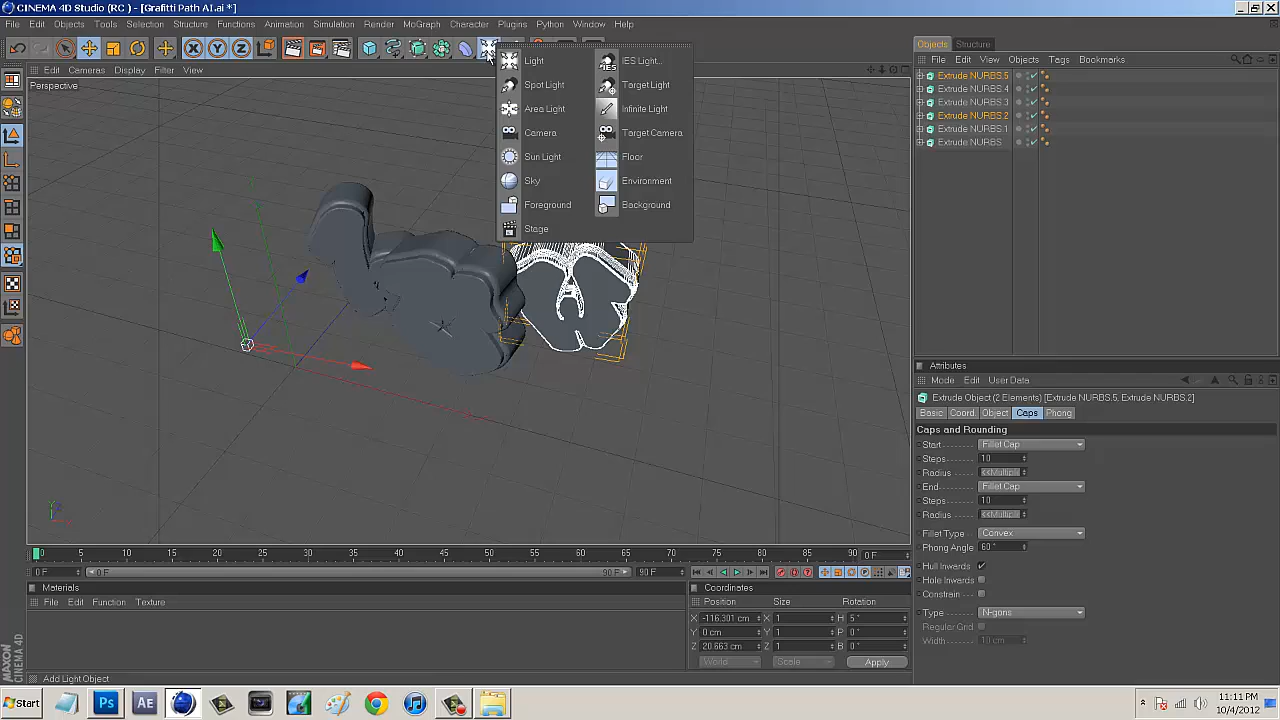 CINEMA 4D Studio (RC ) - [Grafitti Path AI.ai *]
File Edit Objects Tools Selection Structure Functions Animation Simulation Render MoGraph Character Plugins Python Window Help
Edit Cameras Display Filter View
Perspective
Light
Spot Light
Area Light
Camera
Sun Light
Sky
Foreground
Stage
IES Light...
Target Light
Infinite Light
Target Camera
Floor
Environment
Background
Objects Structure
File Edit View Objects Tags Bookmarks
Extrude NURBS.5
Extrude NURBS.4
Extrude NURBS.3
Extrude NURBS.2
Extrude NURBS.1
Extrude NURBS
Attributes
Mode Edit User Data
Extrude Object (2 Elements) [Extrude NURBS.5, Extrude NURBS.2]
Basic Coord. Object Caps Phong
Caps and Rounding
Start Fillet Cap
Steps 10
Radius <<Multiple
End Fillet Cap
Steps 10
Radius <<Multiple
Fillet Type Convex
Phong Angle 60 °
Hull Inwards
Hole Inwards
Constrain
Type N-gons
Regular Grid
Width 10 cm
0 5 10 15 20 25 30 35 40 45 50 55 60 65 70 75 80 85 90 0 F
0 F 0 F 90 F 90 F
Materials
File Edit Function Texture
Coordinates
Position Size Rotation
X -116.301 cm X 1 H 5 °
Y 0 cm Y 1 P 0 °
Z 20.663 cm Z 1 B 0 °
World Scale Apply
MAXON CINEMA 4D
Add Light Object
Start Ps Ae
11:11 PM
10/4/2012